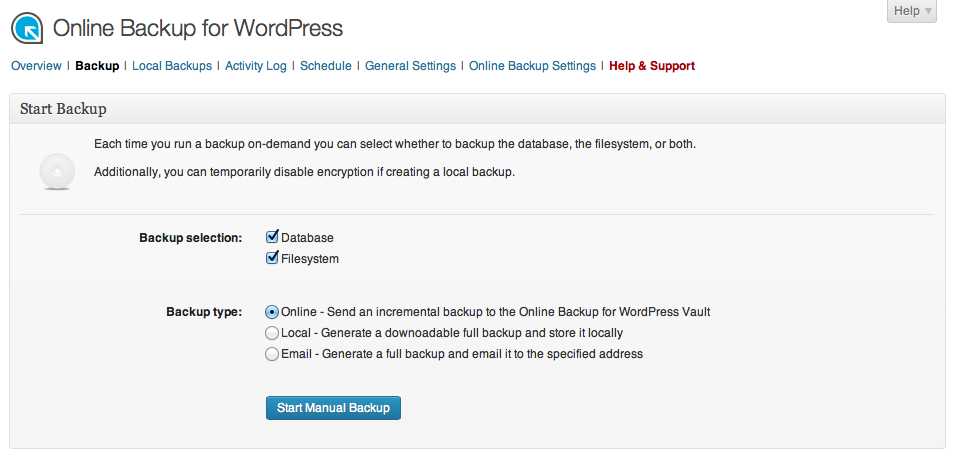 Help
Online Backup for WordPress
Overview | Backup | Local Backups | Activity Log | Schedule | General Settings | Online Backup Settings | Help & Support
Start Backup
Each time you run a backup on-demand you can select whether to backup the database, the filesystem, or both.
Additionally, you can temporarily disable encryption if creating a local backup.
Backup selection: Database
Filesystem
Backup type: Online - Send an incremental backup to the Online Backup for WordPress Vault
Local - Generate a downoadable full backup and store it locally
Email - Generate a full backup and email it to the specified address
Start Manual Backup